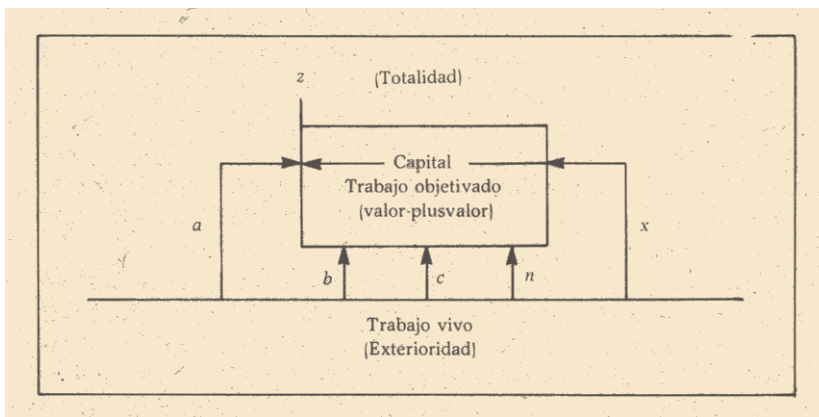 z
(Totalidad)
Capital
Trabajo objetivado
(valor-plusvalor)
a
x
b
c
n
Trabajo vivo
(Exterioridad)